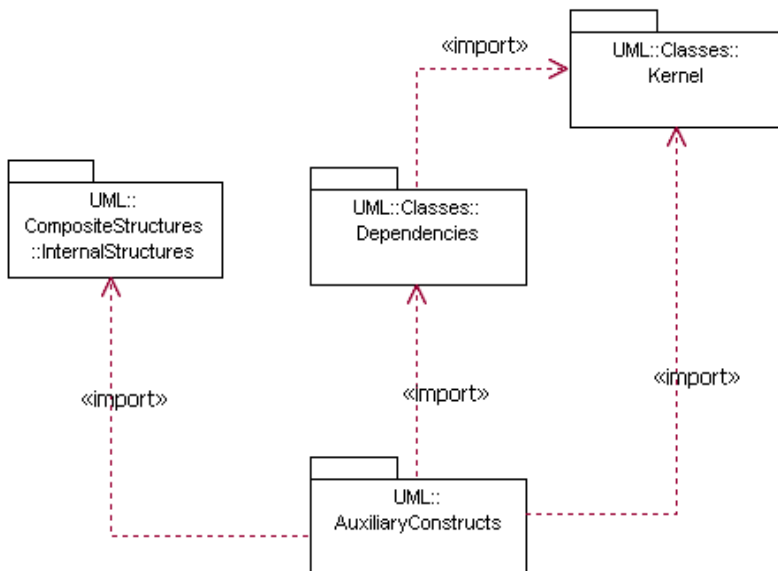 «import»
UML::Classes::
Kernel
UML::
CompositeStructures
::InternalStructures
UML::Classes::
Dependencies
«import»
«import»
«import»
UML::
AuxiliaryConstructs